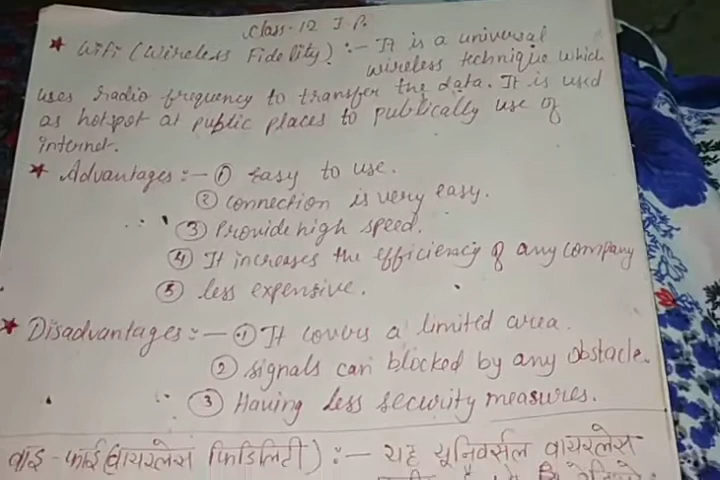 Class-12 I.P.
* Wifi (Wireless Fidelity) :- It is a universal
wireless technique which
uses radio frequency to transfer the data. It is used
as hotspot at public places to publically use of
internet.
* Advantages :- ① Easy to use.
② Connection is very easy.
③ Provide high speed.
④ It increases the efficiency of any company
⑤ less expensive.
* Disadvantages :- ① It covers a limited area.
② signals can blocked by any obstacle.
③ Having less security measures.
वाई-फाई (वायरलेस फिडिलिटी) :- यह यूनिवर्सल वायरलेस